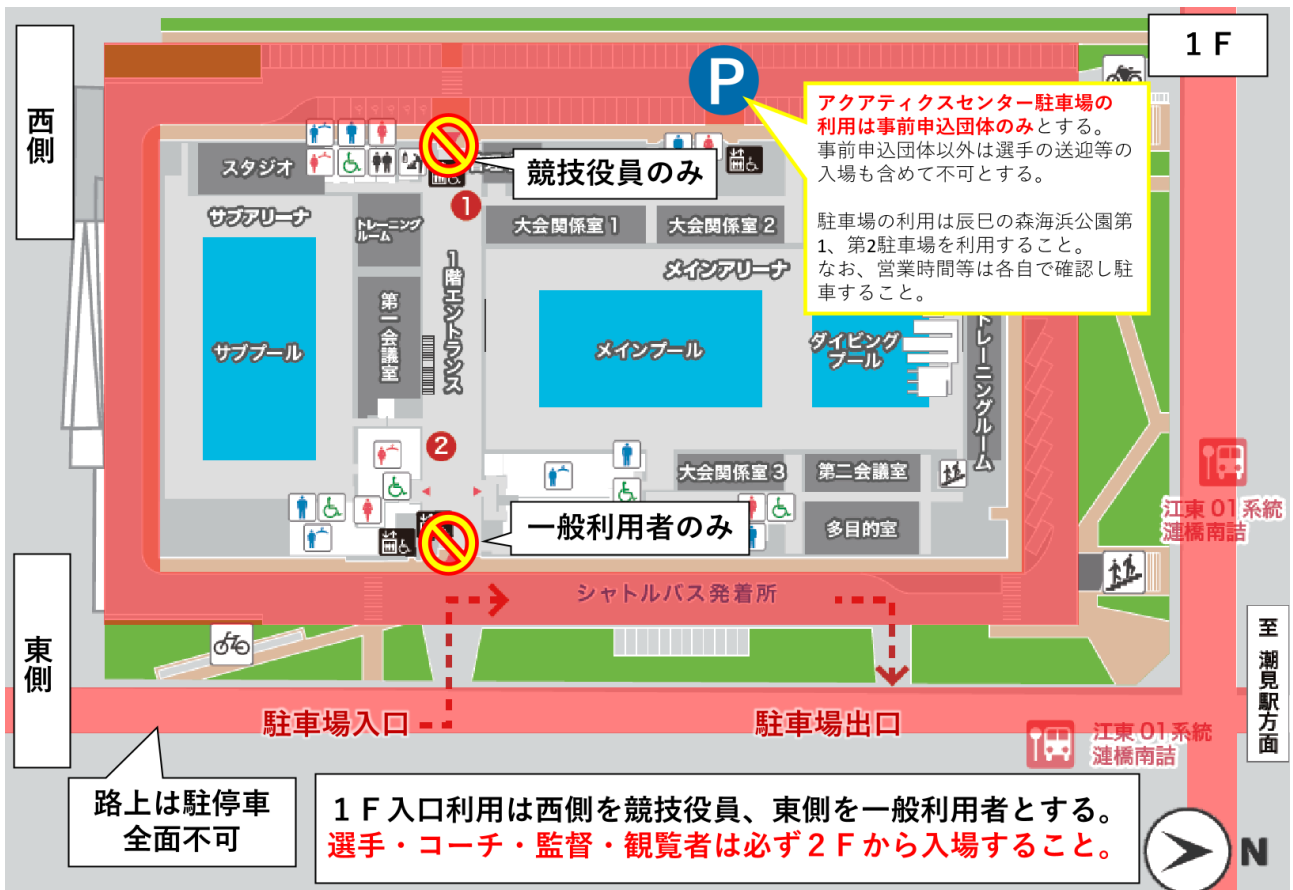 1F
西側
P
アクアティクスセンター駐車場の
利用は事前申込団体のみとする。
事前申込団体以外は選手の送迎等の
入場も含めて不可とする。
駐車場の利用は辰巳の森海浜公園第
1、第2駐車場を利用すること。
なお、営業時間等は各自で確認し駐
車すること。
スタジオ
競技役員のみ
1
サブアリーナ
トレーニング
ルーム
大会関係室1
大会関係室2
メインアリーナ
1階エントランス
第一会議室
サブプール
メインプール
ダイビング
プール
トレーニングルーム
2
大会関係室3
第二会議室
多目的室
一般利用者のみ
江東01系統
漣橋南詰
シャトルバス発着所
東側
至 潮見駅方面
駐車場入口
駐車場出口
江東01系統
漣橋南詰
路上は駐停車
全面不可
1F入口利用は西側を競技役員、東側を一般利用者とする。
選手・コーチ・監督・観覧者は必ず2Fから入場すること。
N